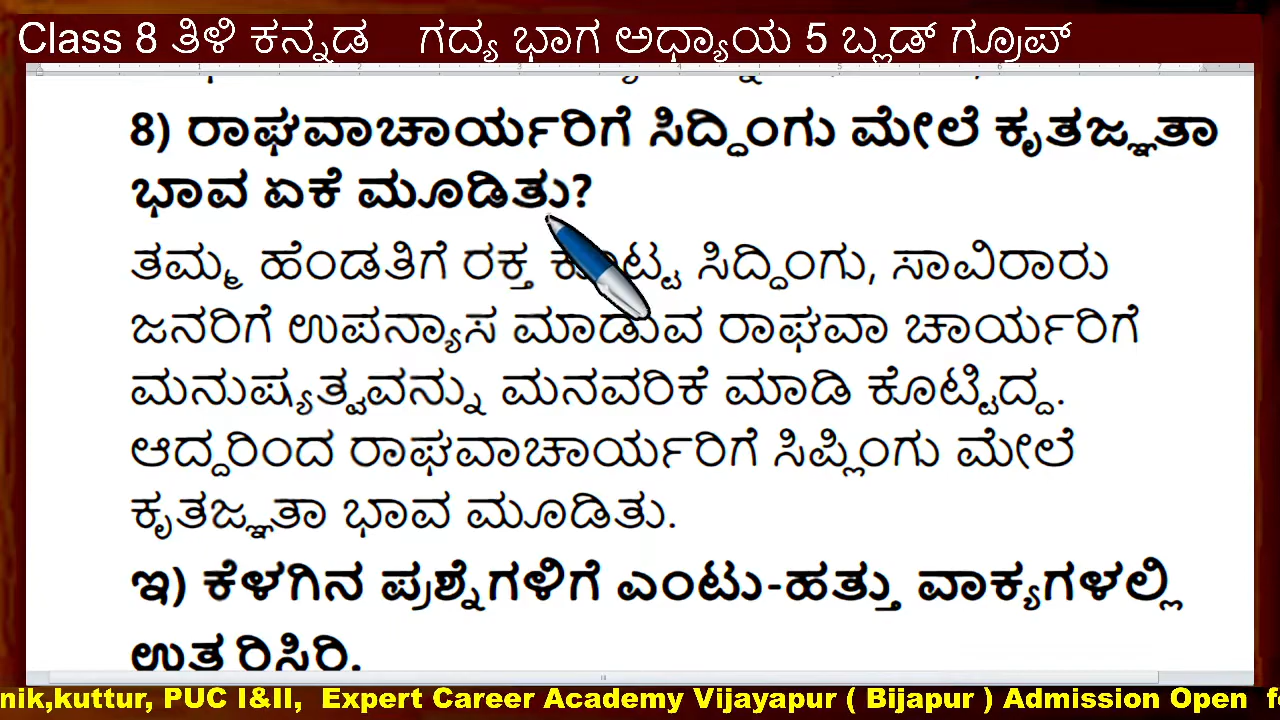 Class 8 ತಿಳಿ ಕನ್ನಡ ಗದ್ಯ ಭಾಗ ಅಧ್ಯಾಯ 5 ಬ್ಲಡ್ ಗ್ರೂಪ್
8) ರಾಘವಾಚಾರ್ಯರಿಗೆ ಸಿದ್ದಿಂಗು ಮೇಲೆ ಕೃತಜ್ಞತಾ
ಭಾವ ಏಕೆ ಮೂಡಿತು?
ತಮ್ಮ ಹೆಂಡತಿಗೆ ರಕ್ತ ಕೊಟ್ಟ ಸಿದ್ದಿಂಗು, ಸಾವಿರಾರು
ಜನರಿಗೆ ಉಪನ್ಯಾಸ ಮಾಡುವ ರಾಘವಾ ಚಾರ್ಯರಿಗೆ
ಮನುಷ್ಯತ್ವವನ್ನು ಮನವರಿಕೆ ಮಾಡಿ ಕೊಟ್ಟಿದ್ದ.
ಆದ್ದರಿಂದ ರಾಘವಾಚಾರ್ಯರಿಗೆ ಸಿಪ್ಲಿಂಗು ಮೇಲೆ
ಕೃತಜ್ಞತಾ ಭಾವ ಮೂಡಿತು.
ಇ) ಕೆಳಗಿನ ಪ್ರಶ್ನೆಗಳಿಗೆ ಎಂಟು-ಹತ್ತು ವಾಕ್ಯಗಳಲ್ಲಿ
ಉತ್ತರಿಸಿರಿ.
nik,kuttur, PUC I&II, Expert Career Academy Vijayapur ( Bijapur ) Admission Open f